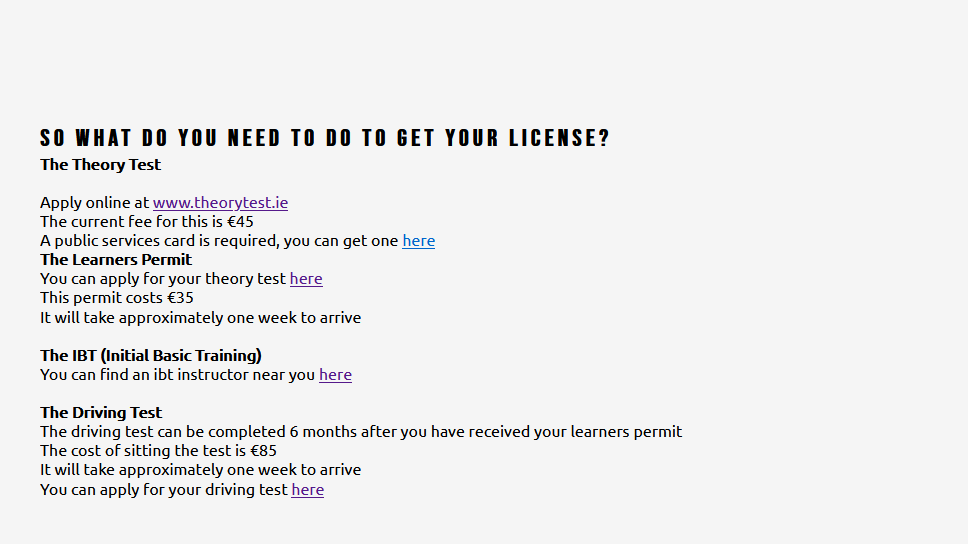 SO WHAT DO YOU NEED TO DO TO GET YOUR LICENSE?
The Theory Test
Apply online at www.theorytest.ie
The current fee for this is €45
A public services card is required, you can get one here
The Learners Permit
You can apply for your theory test here
This permit costs €35
It will take approximately one week to arrive
The IBT (Initial Basic Training)
You can find an ibt instructor near you here
The Driving Test
The driving test can be completed 6 months after you have received your learners permit
The cost of sitting the test is €85
It will take approximately one week to arrive
You can apply for your driving test here